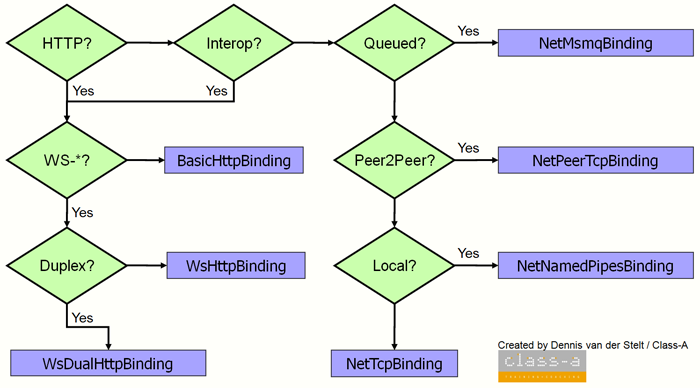 HTTP?
Interop?
Queued?
Yes
NetMsmqBinding
Yes
Yes
WS-*?
BasicHttpBinding
Peer2Peer?
Yes
NetPeerTcpBinding
Yes
Duplex?
WsHttpBinding
Local?
Yes
NetNamedPipesBinding
Yes
WsDualHttpBinding
NetTcpBinding
Created by Dennis van der Stelt / Class-A
class-a